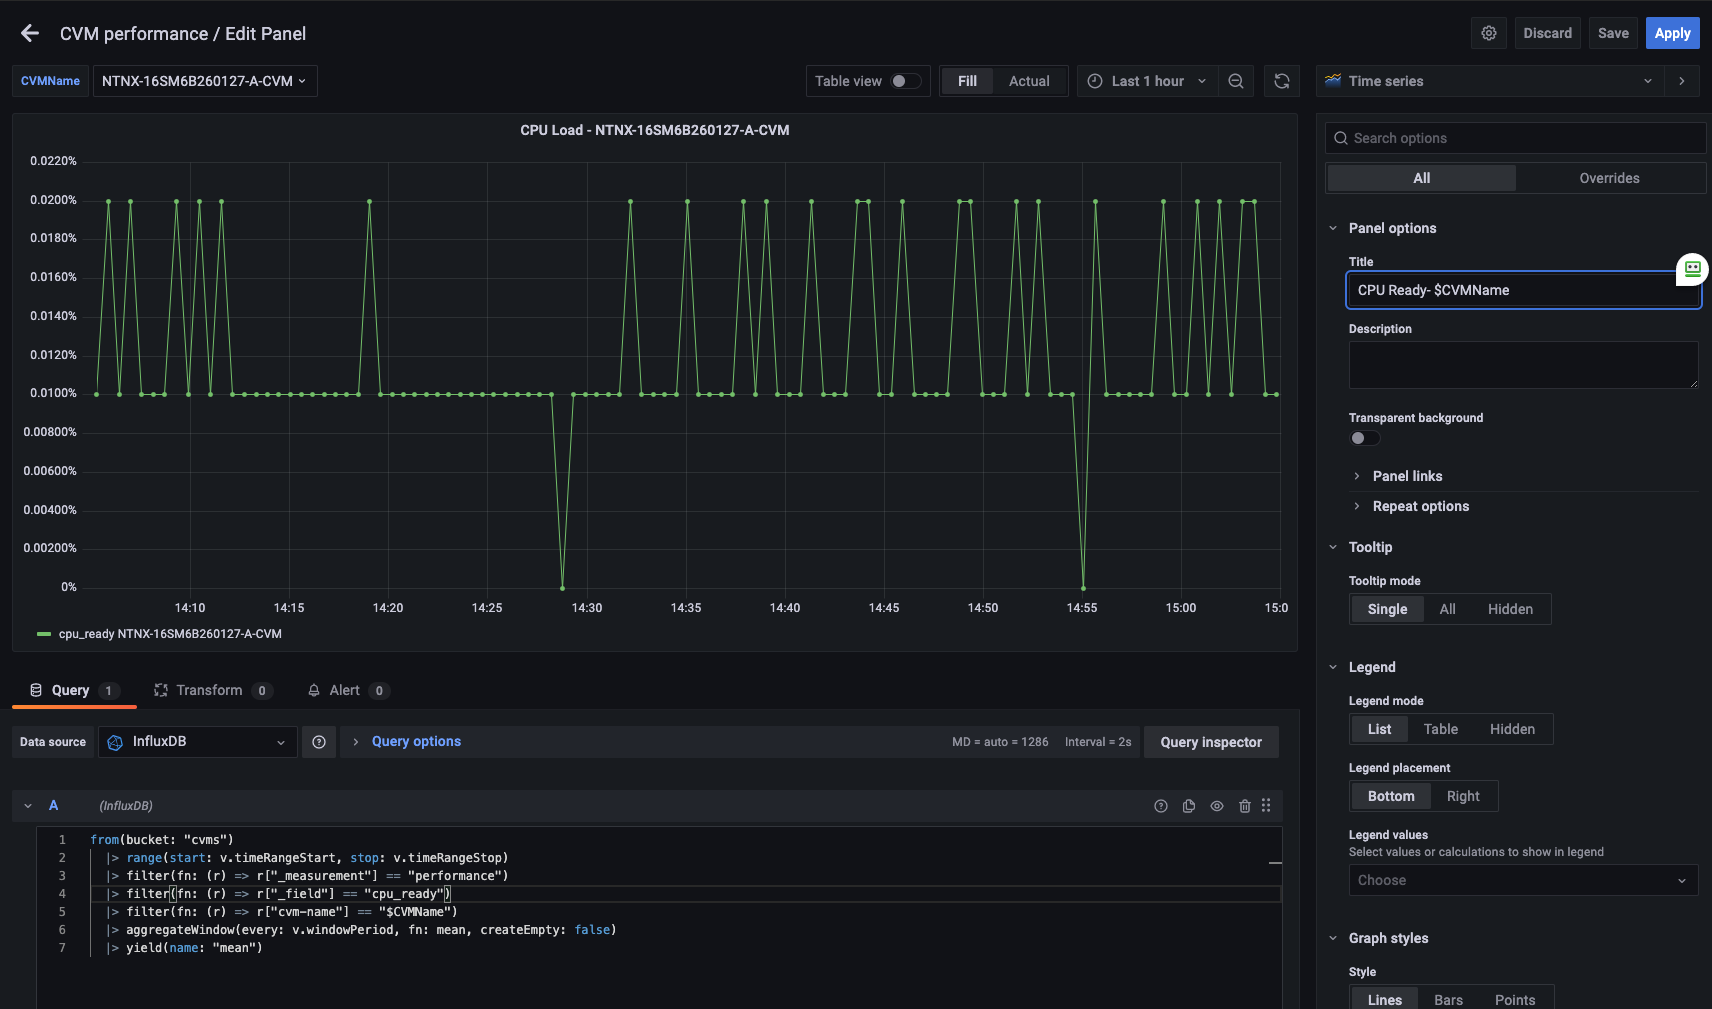 CVM performance / Edit Panel
Discard
Save
Apply
CVMName
NTNX-16SM6B260127-A-CVM
Table view
Fill
Actual
Last 1 hour
Time series
CPU Load - NTNX-16SM6B260127-A-CVM
0.0220%
0.0200%
0.0180%
0.0160%
0.0140%
0.0120%
0.0100%
0.00800%
0.00600%
0.00400%
0.00200%
0%
14:10
14:15
14:20
14:25
14:30
14:35
14:40
14:45
14:50
14:55
15:00
15:0
cpu_ready NTNX-16SM6B260127-A-CVM
Query 1
Transform 0
Alert 0
Data source
InfluxDB
Query options
MD = auto = 1286
Interval = 2s
Query inspector
A
(InfluxDB)
1 from(bucket: "cvms")
2 |> range(start: v.timeRangeStart, stop: v.timeRangeStop)
3 |> filter(fn: (r) => r["_measurement"] == "performance")
4 |> filter(fn: (r) => r["_field"] == "cpu_ready")
5 |> filter(fn: (r) => r["cvm-name"] == "$CVMName")
6 |> aggregateWindow(every: v.windowPeriod, fn: mean, createEmpty: false)
7 |> yield(name: "mean")
Search options
All
Overrides
Panel options
Title
CPU Ready- $CVMName
Description
Transparent background
Panel links
Repeat options
Tooltip
Tooltip mode
Single
All
Hidden
Legend
Legend mode
List
Table
Hidden
Legend placement
Bottom
Right
Legend values
Select values or calculations to show in legend
Choose
Graph styles
Style
Lines
Bars
Points